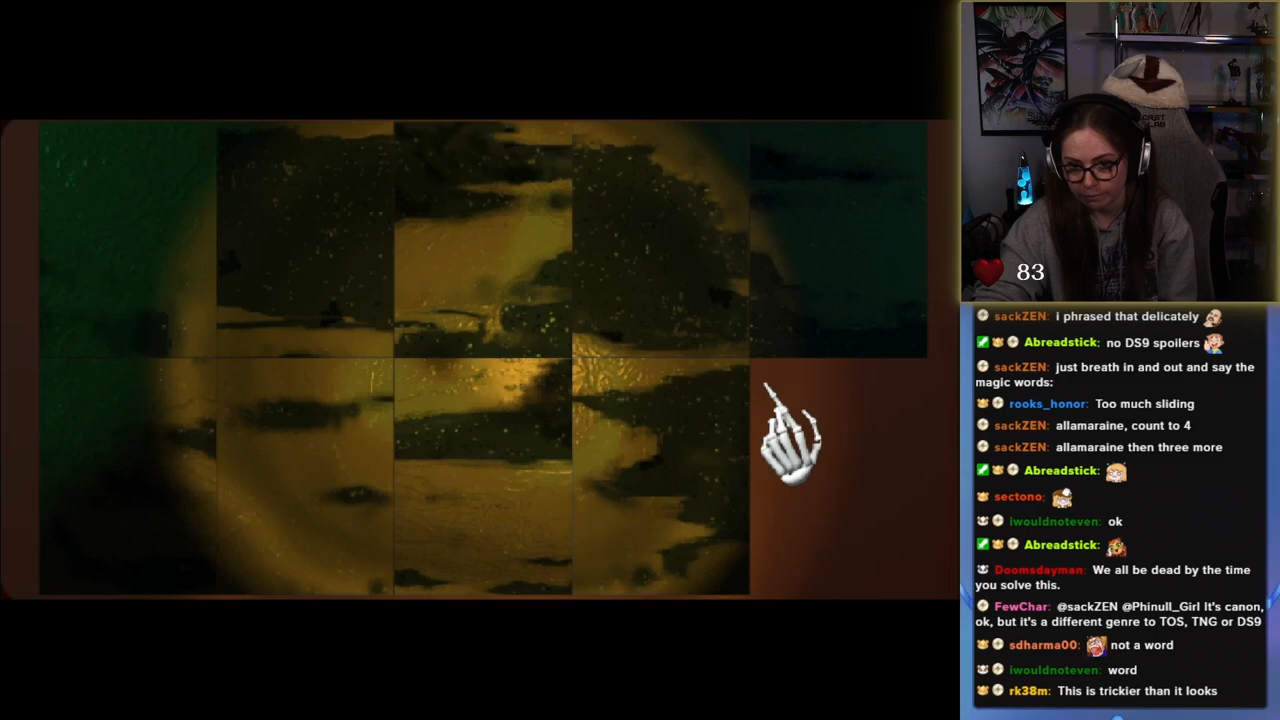 83
sackZEN: i phrased that delicately
Abreadstick: no DS9 spoilers
sackZEN: just breath in and out and say the
magic words:
rooks_honor: Too much sliding
sackZEN: allamaraine, count to 4
sackZEN: allamaraine then three more
Abreadstick:
sectono:
iwouldnoteven: ok
Abreadstick:
Doomsdayman: We all be dead by the time
you solve this.
FewChar: @sackZEN @Phinull_Girl It's canon,
ok, but it's a different genre to TOS, TNG or DS9
sdharma00: not a word
iwouldnoteven: word
rk38m: This is trickier than it looks